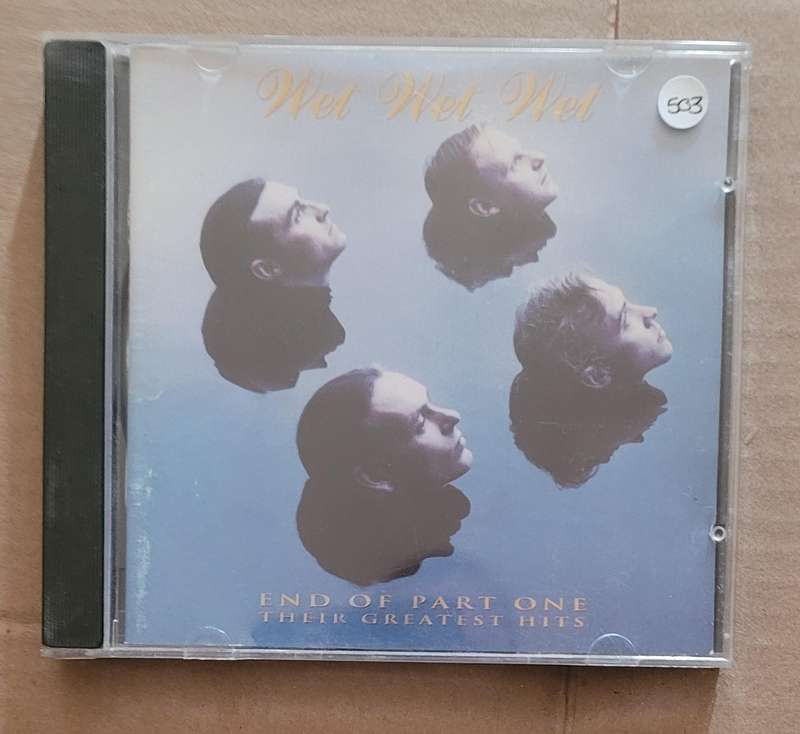 Wet Wet Wet
503
END OF PART ONE
THEIR GREATEST HITS